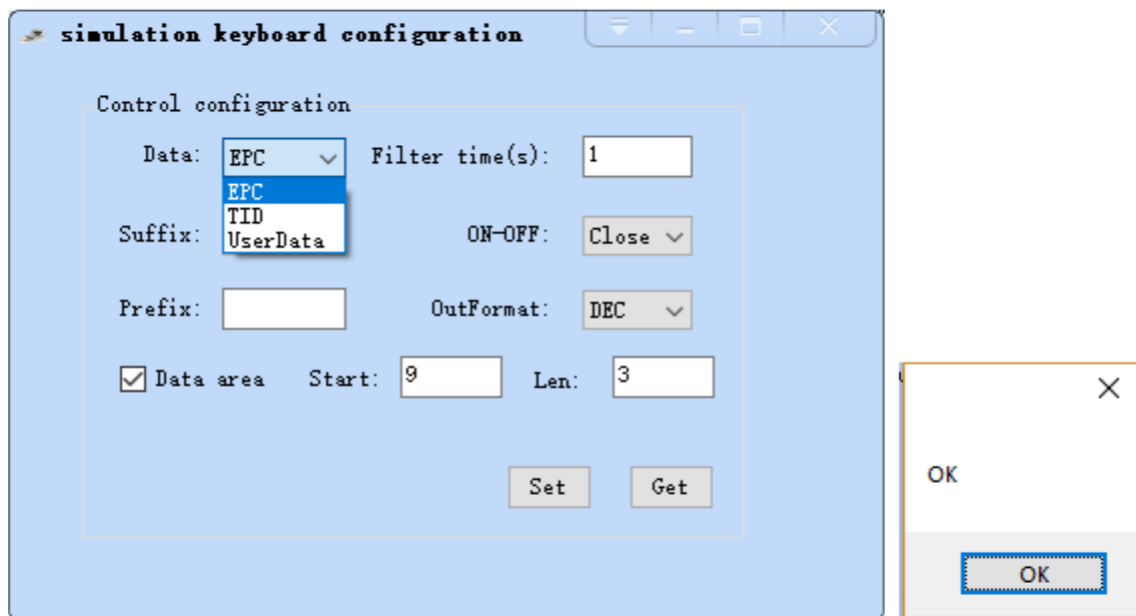 simulation keyboard configuration
Control configuration
Data: EPC Filter time(s): 1
EPC
TID
UserData
Suffix: ON-OFF: Close
Prefix: OutFormat: DEC
Data area Start: 9 Len: 3
Set Get
OK
OK